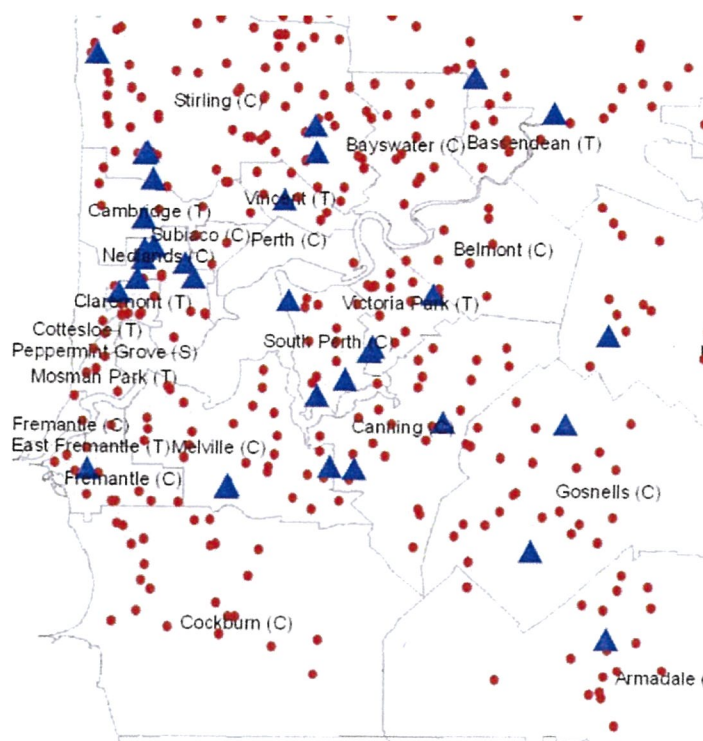 Stirling (C)
Bayswater (C)
Bassendean (T)
Vincent (T)
Cambridge (T)
Subiaco (C)
Perth (C)
Nedlands (C)
Belmont (C)
Claremont (T)
Victoria Park (T)
Cottesloe (T)
South Perth (C)
Peppermint Grove (S)
Mosman Park (T)
Fremantle (C)
Canning (C)
East Fremantle (T)
Melville (C)
Fremantle (C)
Gosnells (C)
Cockburn (C)
Armadale (